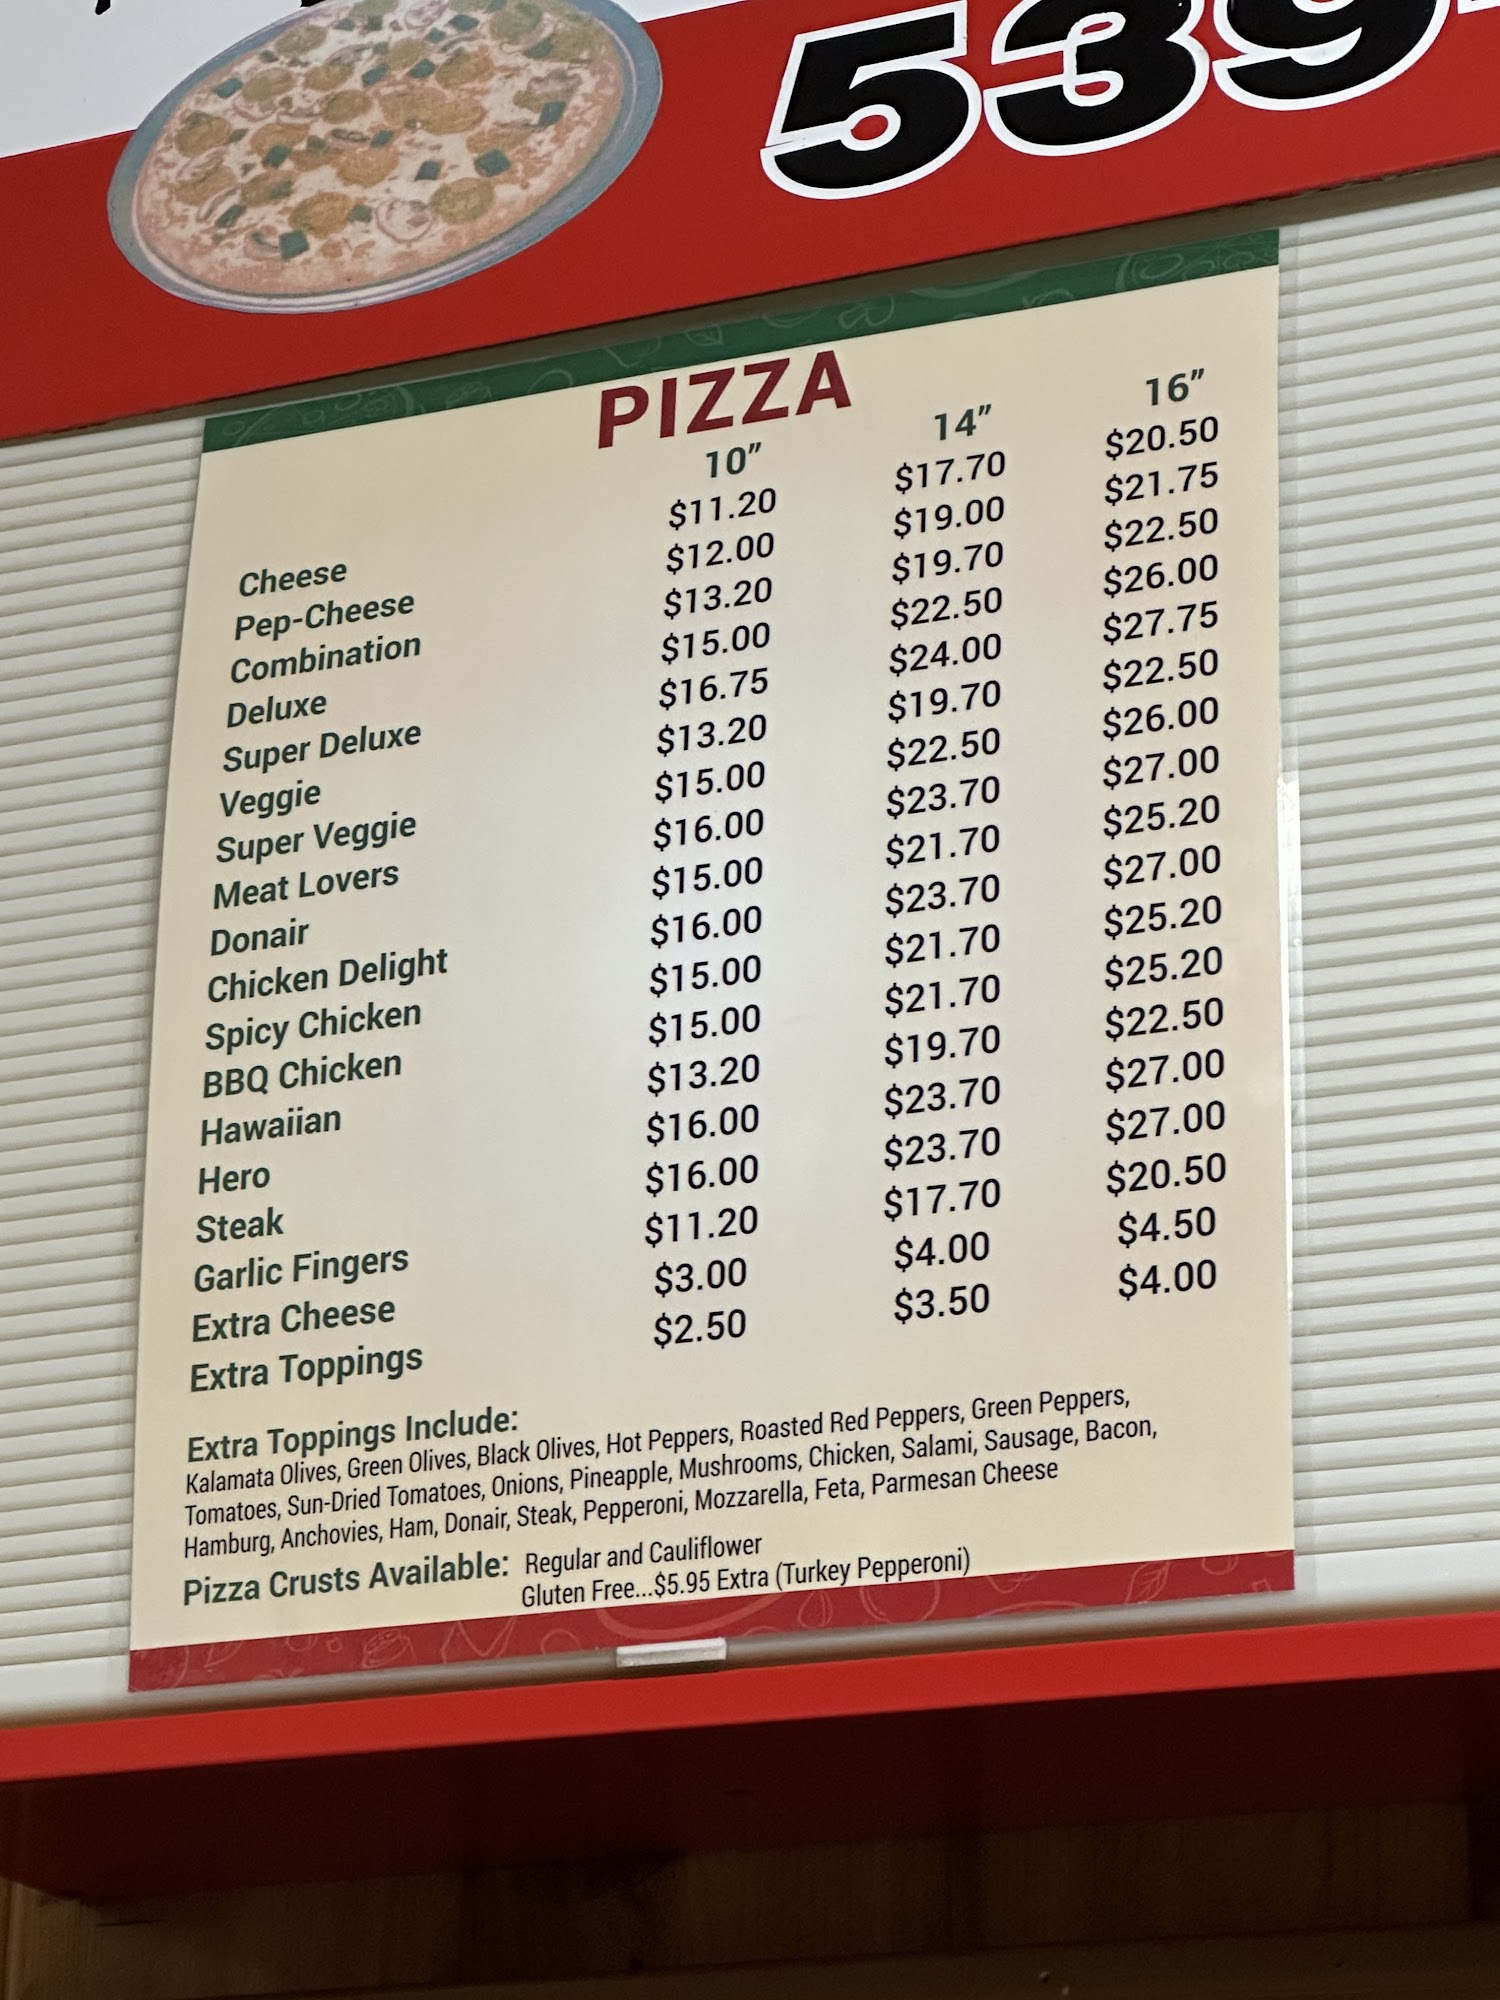 539
PIZZA
10" 14" 16"
Cheese $11.20 $17.70 $20.50
Pep-Cheese $12.00 $19.00 $21.75
Combination $13.20 $19.70 $22.50
Deluxe $15.00 $22.50 $26.00
Super Deluxe $16.75 $24.00 $27.75
Veggie $13.20 $19.70 $22.50
Super Veggie $15.00 $22.50 $26.00
Meat Lovers $16.00 $23.70 $27.00
Donair $15.00 $21.70 $25.20
Chicken Delight $16.00 $23.70 $27.00
Spicy Chicken $15.00 $21.70 $25.20
BBQ Chicken $15.00 $21.70 $25.20
Hawaiian $13.20 $19.70 $22.50
Hero $16.00 $23.70 $27.00
Steak $16.00 $23.70 $27.00
Garlic Fingers $11.20 $17.70 $20.50
Extra Cheese $3.00 $4.00 $4.50
Extra Toppings $2.50 $3.50 $4.00
Extra Toppings Include:
Kalamata Olives, Green Olives, Black Olives, Hot Peppers, Roasted Red Peppers, Green Peppers,
Tomatoes, Sun-Dried Tomatoes, Onions, Pineapple, Mushrooms, Chicken, Salami, Sausage, Bacon,
Hamburg, Anchovies, Ham, Donair, Steak, Pepperoni, Mozzarella, Feta, Parmesan Cheese
Pizza Crusts Available: Regular and Cauliflower
Gluten Free...$5.95 Extra (Turkey Pepperoni)